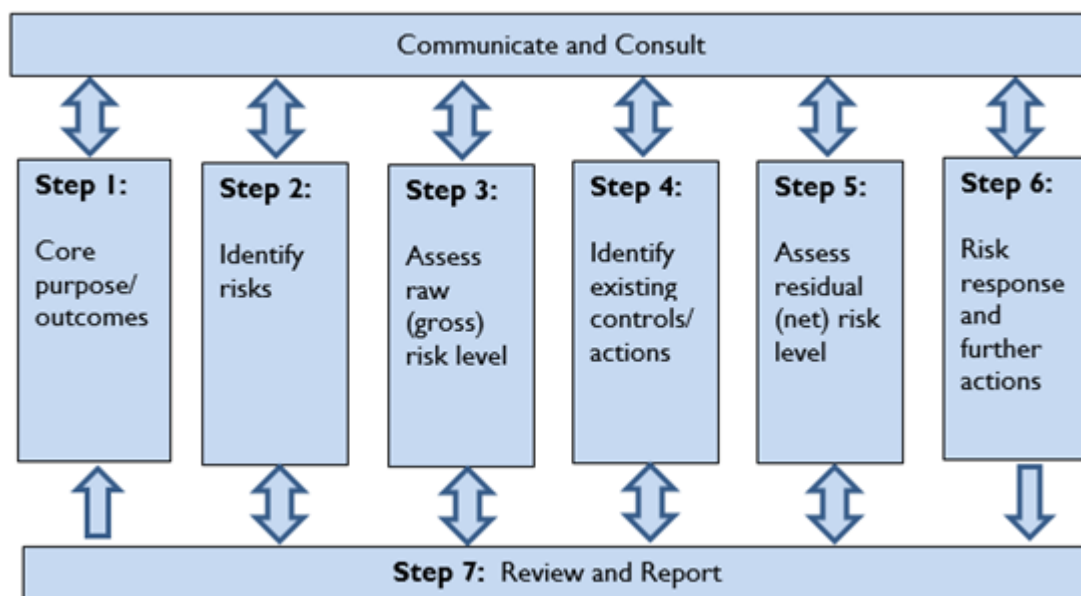 Communicate and Consult
Step 1:
Core
purpose/
outcomes
Step 2:
Identify
risks
Step 3:
Assess
raw
(gross)
risk level
Step 4:
Identify
existing
controls/
actions
Step 5:
Assess
residual
(net) risk
level
Step 6:
Risk
response
and
further
actions
Step 7: Review and Report